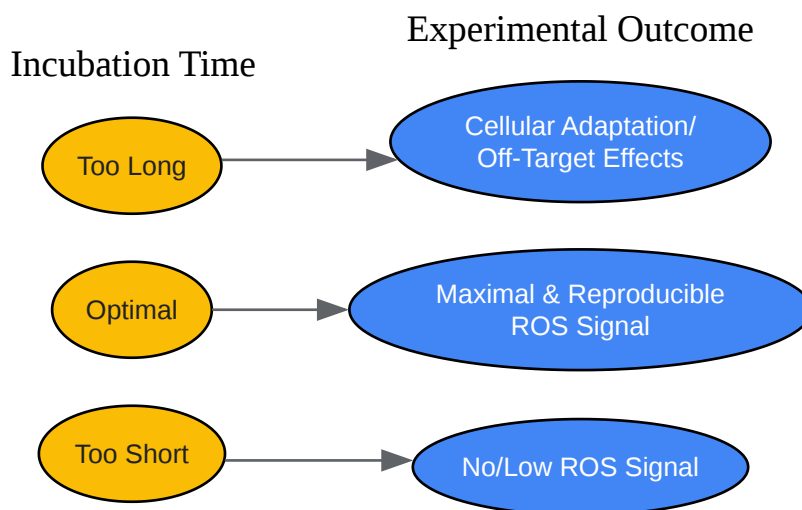 Experimental Outcome
Incubation Time
Too Long
Cellular Adaptation/
Off-Target Effects
Optimal
Maximal & Reproducible
ROS Signal
Too Short
No/Low ROS Signal